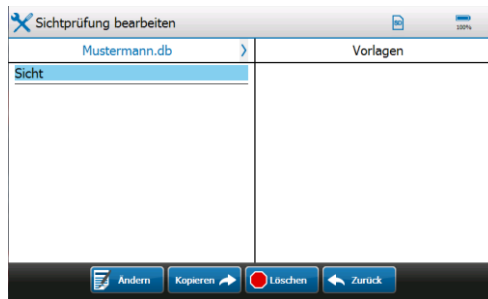 Sichtprüfung bearbeiten
100%
Mustermann.db
Vorlagen
Sicht
Ändern
Kopieren
Löschen
Zurück